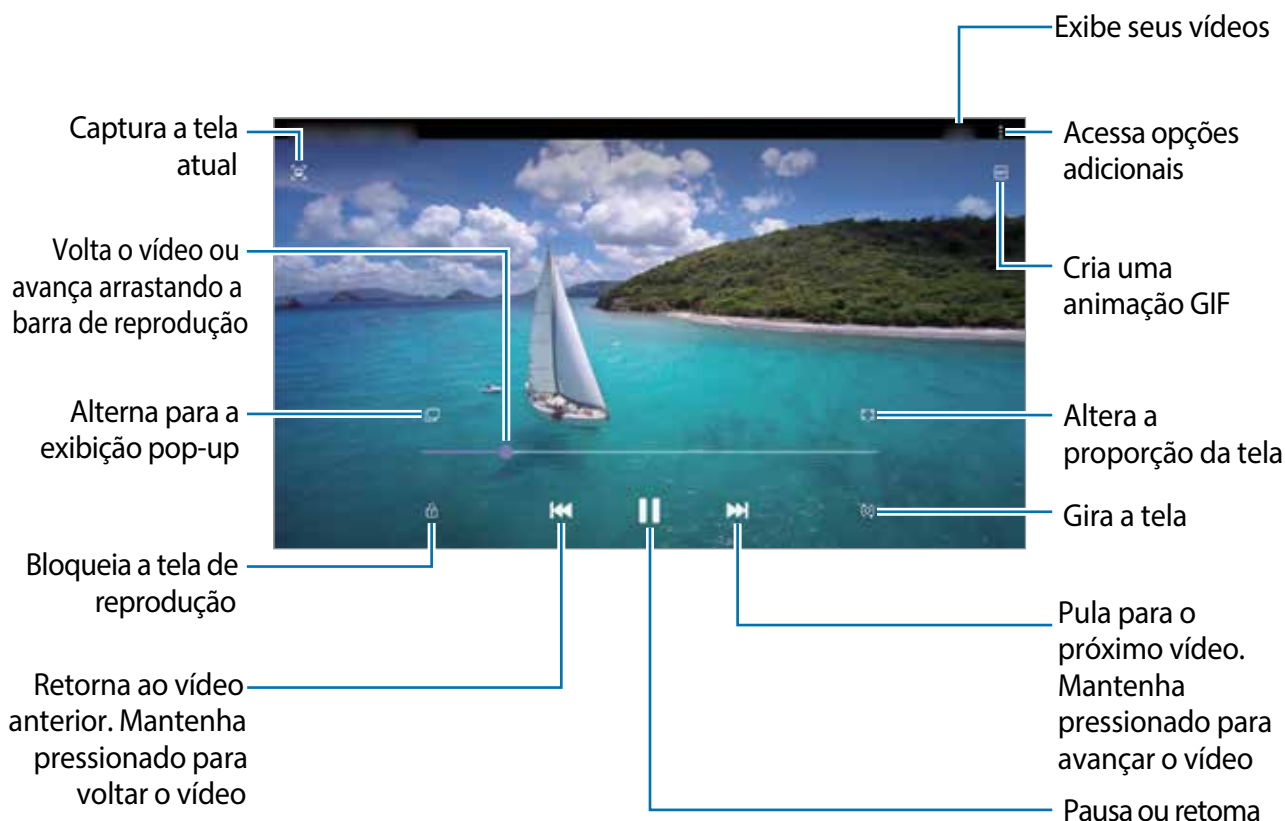 Exibe seus vídeos
Captura a tela
atual
Acessa opções
adicionais
Volta o vídeo ou
avança arrastando a
barra de reprodução
Cria uma
animação GIF
Alterna para a
exibição pop-up
Altera a
proporção da tela
Gira a tela
Bloqueia a tela de
reprodução
Pula para o
próximo vídeo.
Mantenha
pressionado para
avançar o vídeo
Retorna ao vídeo
anterior. Mantenha
pressionado para
voltar o vídeo
Pausa ou retoma